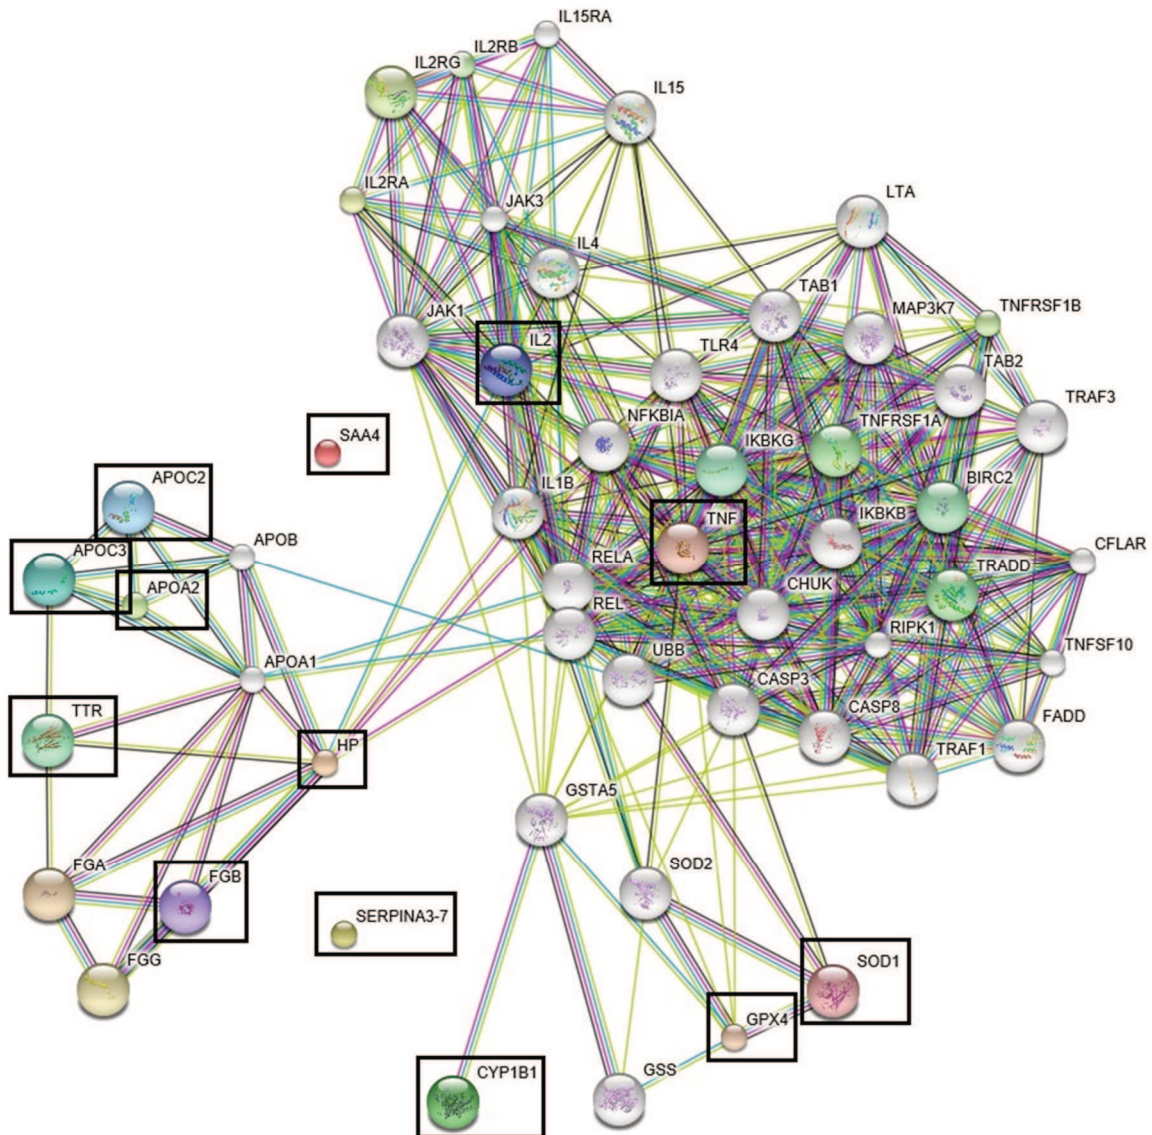 IL15RA
IL2RB
IL2RG
IL15
IL2RA
LTA
JAK3
IL4
TAB1
MAP3K7
TNFRSF1B
JAK1
IL2
TLR4
TAB2
TRAF3
NFKBIA
TNFRSF1A
SAA4
IKBKG
BIRC2
APOC2
IL1B
TNF
IKBKB
APOC3
APOB
RELA
CFLAR
APOA2
CHUK
TRADD
REL
RIPK1
UBB
TNFSF10
APOA1
CASP3
CASP8
TTR
FADD
HP
TRAF1
GSTA5
FGA
SOD2
FGB
SERPINA3-7
FGG
SOD1
GPX4
GSS
CYP1B1